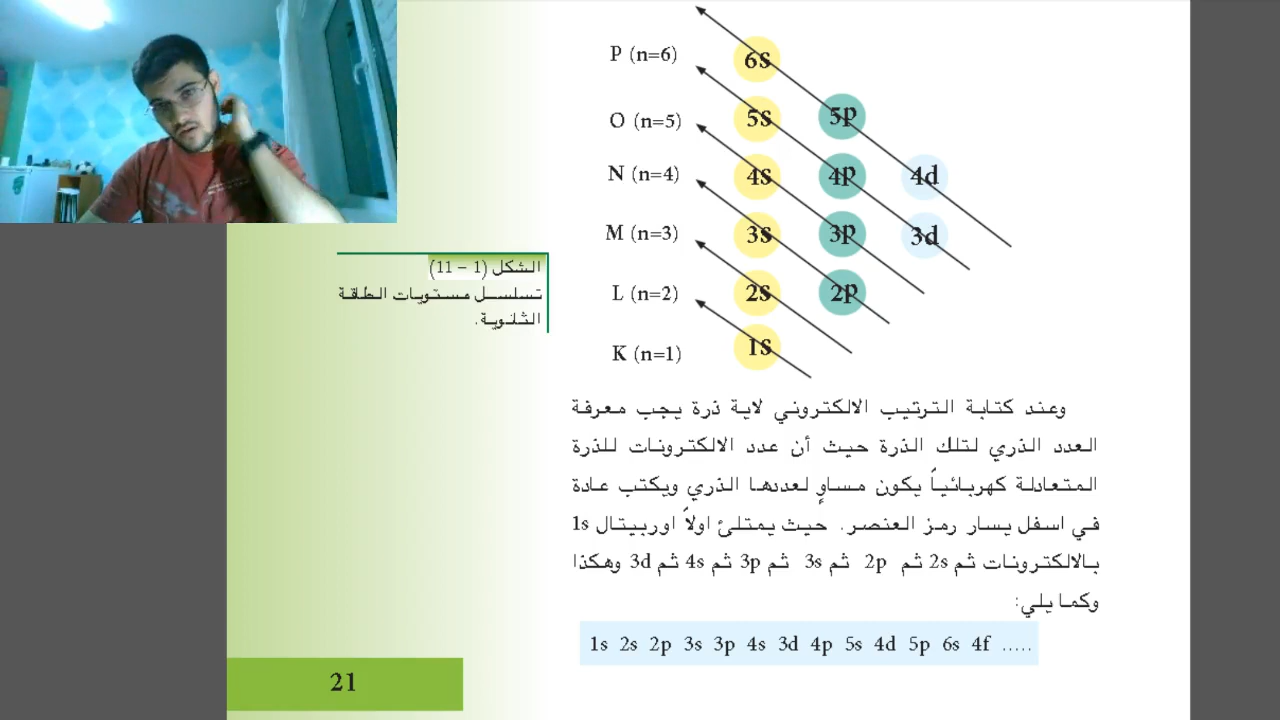 P (n=6) 6s
O (n=5) 5s 5p
N (n=4) 4s 4p 4d
M (n=3) 3s 3p 3d
L (n=2) 2s 2p
K (n=1) 1s
الشكل (1 – 11)
تسلسل مستويات الطاقة
الثانوية.
وعند كتابة الترتيب الالكتروني لاية ذرة يجب معرفة
العدد الذري لتلك الذرة حيث أن عدد الالكترونات للذرة
المتعادلة كهربائياً يكون مساوٍ لعددها الذري ويكتب عادة
في اسفل يسار رمز العنصر. حيث يمتلئ اولاً اوربيتال 1s
بالالكترونات ثم 2s ثم 2p ثم 3s ثم 3p ثم 4s ثم 3d وهكذا
وكما يلي:
1s 2s 2p 3s 3p 4s 3d 4p 5s 4d 5p 6s 4f .....
21